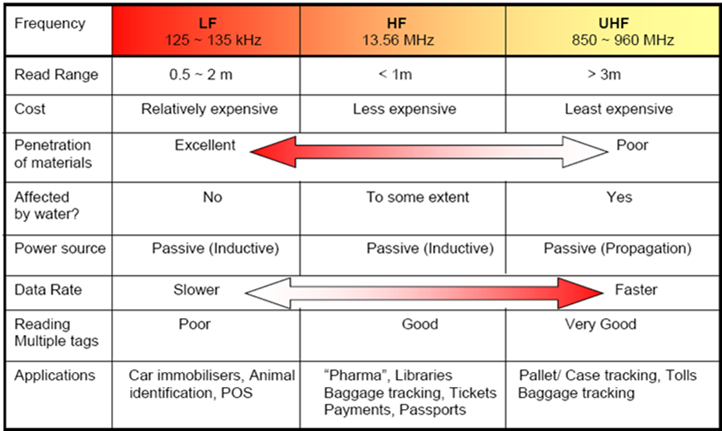 Frequency LF HF UHF
125 ~ 135 kHz 13.56 MHz 850 ~ 960 MHz
Read Range 0.5 ~ 2 m < 1m > 3m
Cost Relatively expensive Less expensive Least expensive
Penetration Excellent Poor
of materials
Affected No To some extent Yes
by water?
Power source Passive (Inductive) Passive (Inductive) Passive (Propagation)
Data Rate Slower Faster
Reading Poor Good Very Good
Multiple tags
Applications Car immobilisers, Animal “Pharma”, Libraries Pallet/ Case tracking, Tolls
identification, POS Baggage tracking, Tickets Baggage tracking
Payments, Passports